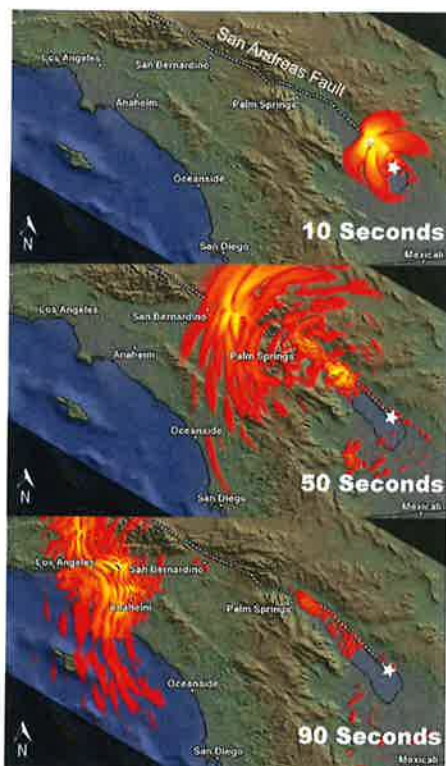 San Andreas Fault
Los Angeles
San Bernardino
Anaheim
Palm Springs
Oceanside
10 Seconds
N
San Diego
Mexicali
Los Angeles
San Bernardino
Anaheim
Palm Springs
Oceanside
50 Seconds
N
San Diego
Mexicali
Los Angeles
San Bernardino
Anaheim
Palm Springs
Oceanside
90 Seconds
N
San Diego
Mexicali